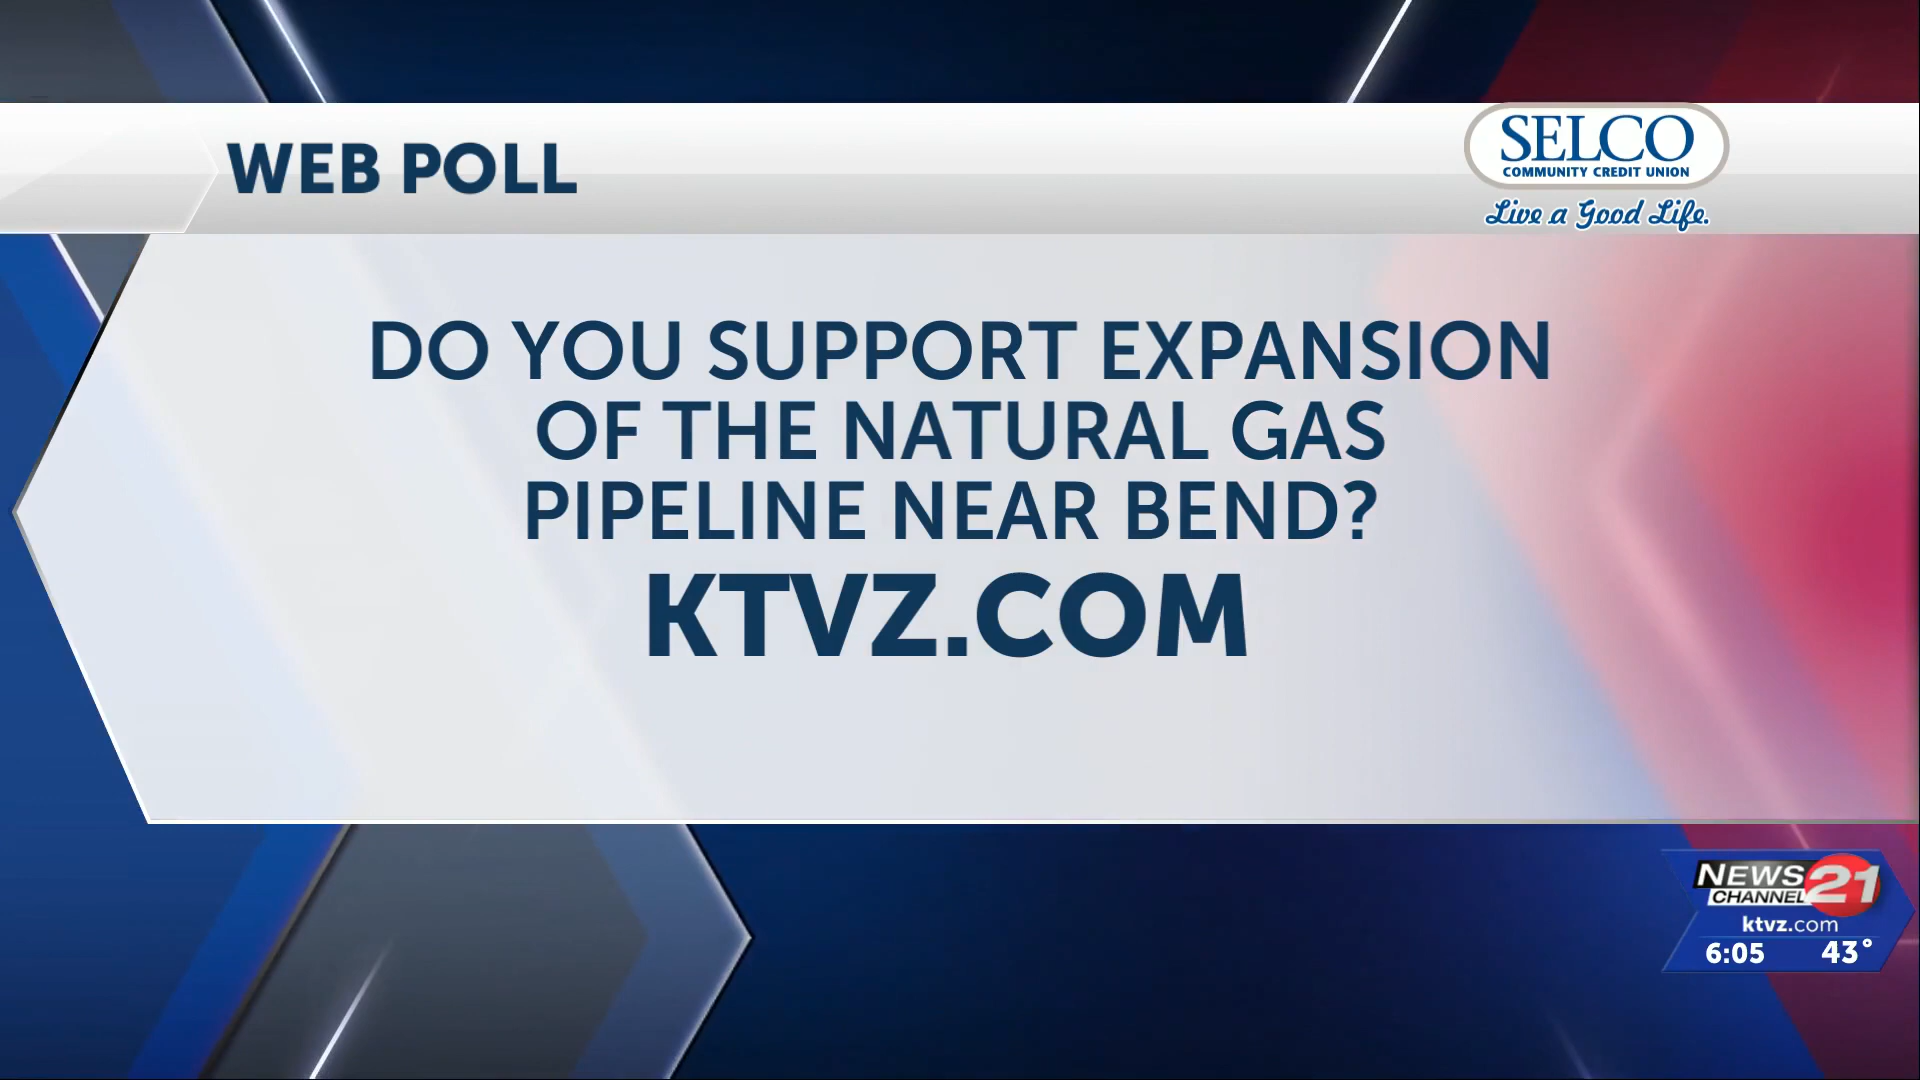 WEB POLL
SELCO
COMMUNITY CREDIT UNION
Live a Good Life.
DO YOU SUPPORT EXPANSION
OF THE NATURAL GAS
PIPELINE NEAR BEND?
KTVZ.COM
NEWS 21
CHANNEL
ktvz.com
6:05 43°